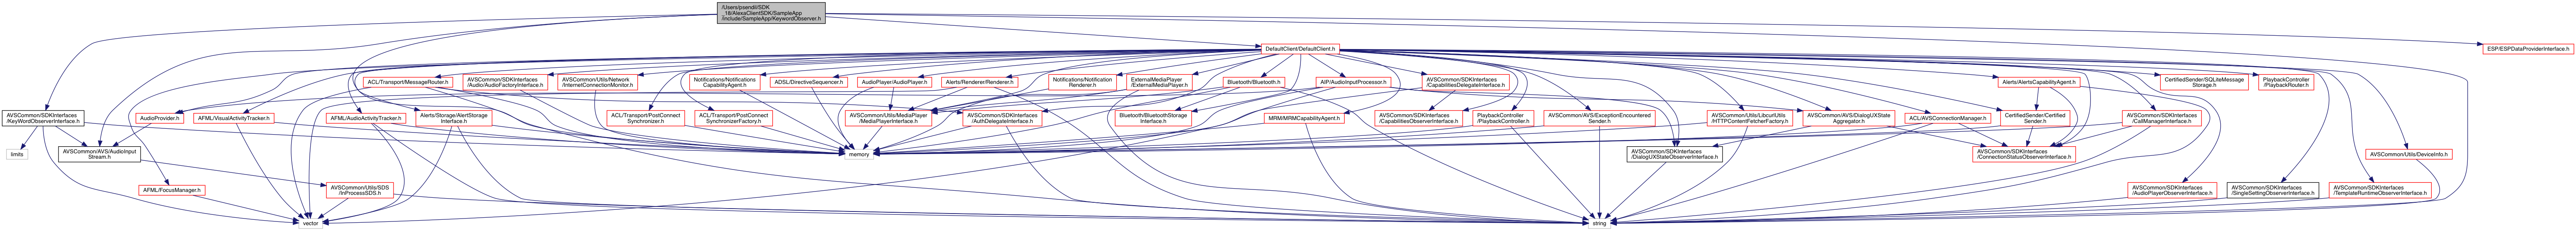 /Users/psendil/SDK
_18/AlexaClientSDK/SampleApp
/include/SampleApp/KeywordObserver.h
DefaultClient/DefaultClient.h
ESP/ESPDataProviderInterface.h
ACL/Transport/MessageRouter.h
AVSCommon/SDKInterfaces
/Audio/AudioFactoryInterface.h
AVSCommon/Utils/Network
/InternetConnectionMonitor.h
Notifications/Notifications
CapabilityAgent.h
ADSL/DirectiveSequencer.h
AudioPlayer/AudioPlayer.h
Alerts/Renderer/Renderer.h
Notifications/Notification
Renderer.h
ExternalMediaPlayer
/ExternalMediaPlayer.h
Bluetooth/Bluetooth.h
AIP/AudioInputProcessor.h
AVSCommon/SDKInterfaces
/CapabilitiesDelegateInterface.h
Alerts/AlertsCapabilityAgent.h
CertifiedSender/SQLiteMessage
Storage.h
PlaybackController
/PlaybackRouter.h
AVSCommon/SDKInterfaces
/KeyWordObserverInterface.h
AudioProvider.h
AFML/VisualActivityTracker.h
AFML/AudioActivityTracker.h
Alerts/Storage/AlertStorage
Interface.h
ACL/Transport/PostConnect
Synchronizer.h
ACL/Transport/PostConnect
SynchronizerFactory.h
AVSCommon/Utils/MediaPlayer
/MediaPlayerInterface.h
AVSCommon/SDKInterfaces
/AuthDelegateInterface.h
Bluetooth/BluetoothStorage
Interface.h
MRM/MRMCapabilityAgent.h
AVSCommon/SDKInterfaces
/CapabilitiesObserverInterface.h
PlaybackController
/PlaybackController.h
AVSCommon/AVS/ExceptionEncountered
Sender.h
AVSCommon/Utils/LibcurlUtils
/HTTPContentFetcherFactory.h
AVSCommon/AVS/DialogUXState
Aggregator.h
ACL/AVSConnectionManager.h
CertifiedSender/Certified
Sender.h
AVSCommon/SDKInterfaces
/CallManagerInterface.h
limits
AVSCommon/AVS/AudioInput
Stream.h
memory
AVSCommon/SDKInterfaces
/DialogUXStateObserverInterface.h
AVSCommon/SDKInterfaces
/ConnectionStatusObserverInterface.h
AVSCommon/Utils/DeviceInfo.h
AFML/FocusManager.h
AVSCommon/Utils/SDS
/InProcessSDS.h
AVSCommon/SDKInterfaces
/AudioPlayerObserverInterface.h
AVSCommon/SDKInterfaces
/SingleSettingObserverInterface.h
AVSCommon/SDKInterfaces
/TemplateRuntimeObserverInterface.h
vector
string